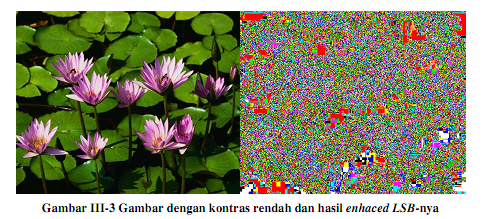 Gambar III-3 Gambar dengan kontras rendah dan hasil enhaced LSB-nya